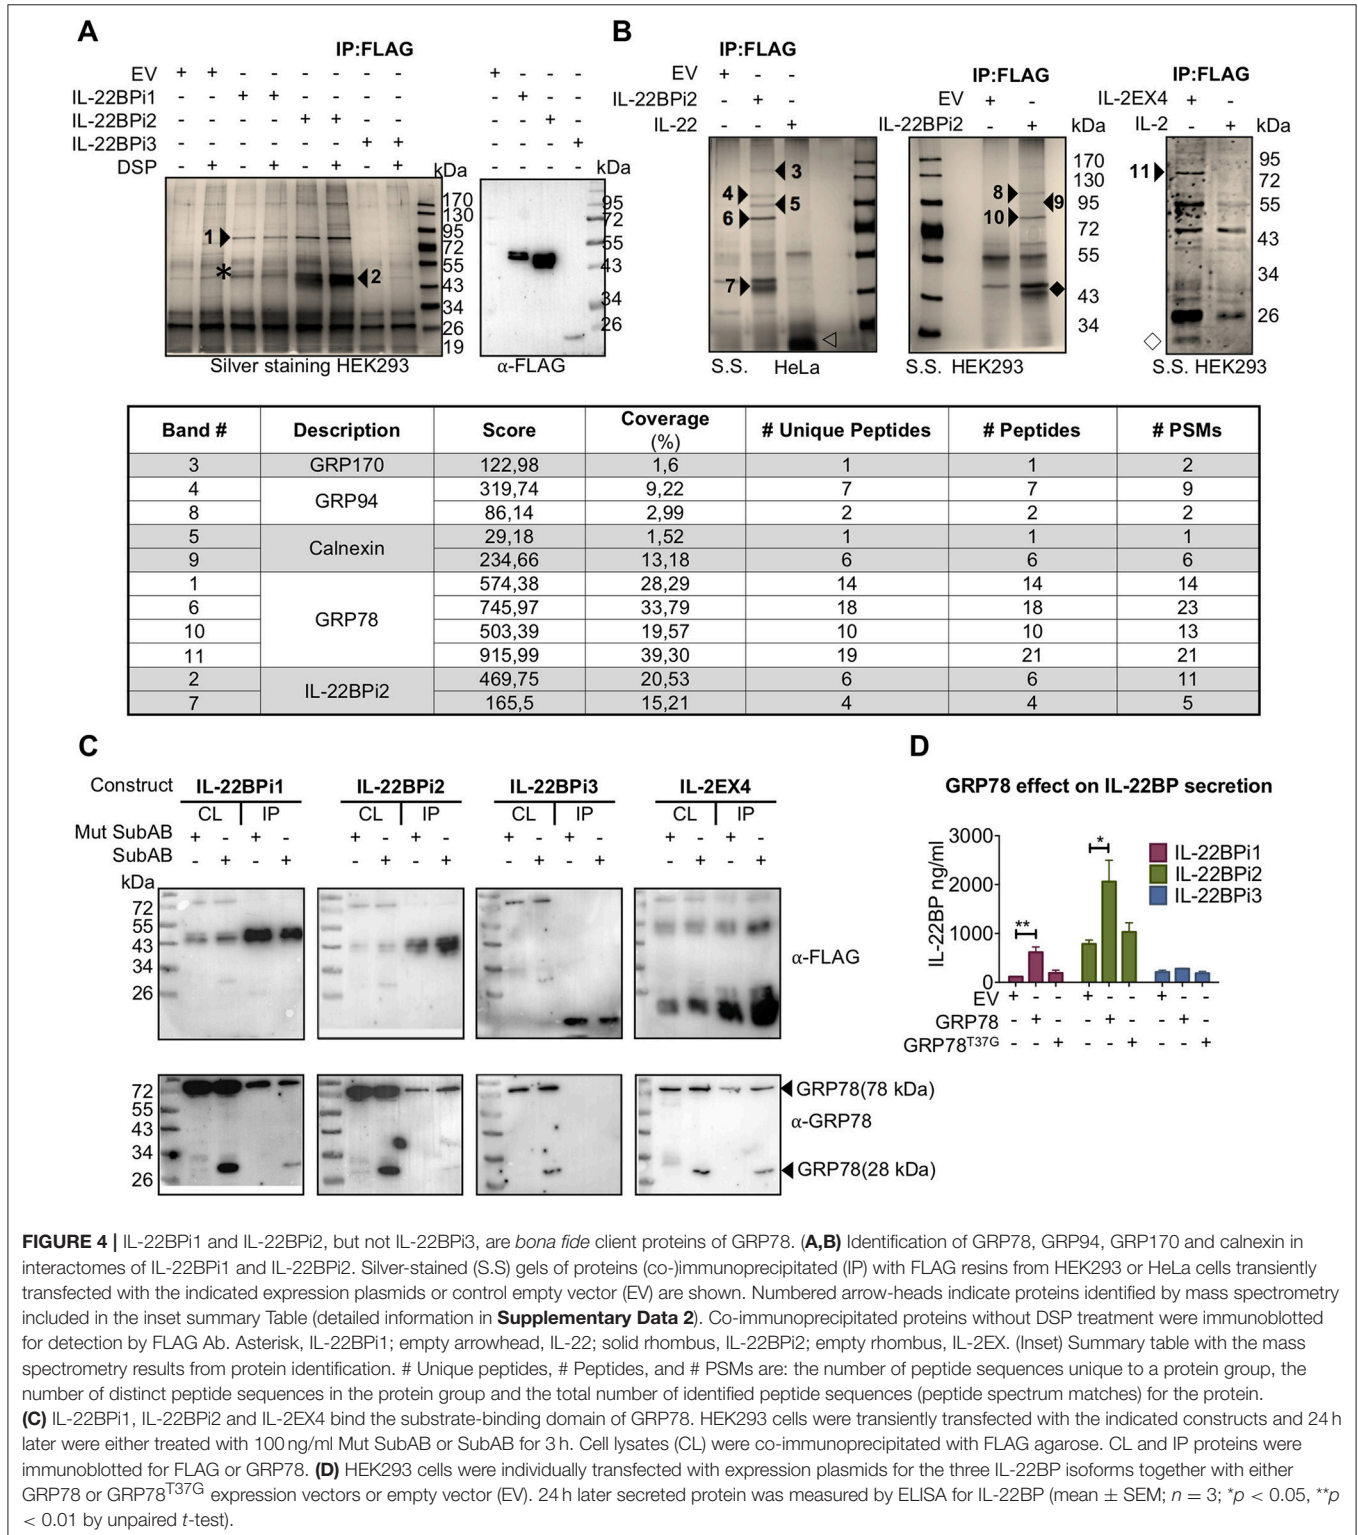 A
IP:FLAG
EV + + - - - - - - + - - -
IL-22BPi1 - - + + - - - - - + - -
IL-22BPi2 - - - - + + - - - - + -
IL-22BPi3 - - - - - - + + - - - +
DSP - + - + - + - + - - - -
kDa
170
130
95
72
55
43
34
26
19
1
*
2
Silver staining HEK293
95
72
55
43
34
26
α-FLAG
kDa
B
IP:FLAG
EV + - -
IL-22BPi2 - + -
IL-22 - - +
3
4
5
6
7
S.S. HeLa
IP:FLAG
EV + -
IL-22BPi2 - + kDa
170
130
95
72
55
43
34
8
9
10
S.S. HEK293
IP:FLAG
IL-2EX4 + -
IL-2 - + kDa
95
72
55
43
34
26
11
S.S. HEK293
Band # Description Score Coverage (%) # Unique Peptides # Peptides # PSMs
3 GRP170 122,98 1,6 1 1 2
4 GRP94 319,74 9,22 7 7 9
8 86,14 2,99 2 2 2
5 Calnexin 29,18 1,52 1 1 1
9 234,66 13,18 6 6 6
1 GRP78 574,38 28,29 14 14 14
6 745,97 33,79 18 18 23
10 503,39 19,57 10 10 13
11 915,99 39,30 19 21 21
2 IL-22BPi2 469,75 20,53 6 6 11
7 165,5 15,21 4 4 5
C
Construct IL-22BPi1 IL-22BPi2 IL-22BPi3 IL-2EX4
CL IP CL IP CL IP CL IP
Mut SubAB + - + - + - + - + - + - + - + -
SubAB - + - + - + - + - + - + - + - +
kDa
72
55
43
34
26
α-FLAG
72
55
43
34
26
GRP78(78 kDa)
α-GRP78
GRP78(28 kDa)
D
GRP78 effect on IL-22BP secretion
IL-22BP ng/ml
3000
2000
1000
0
**
*
IL-22BPi1
IL-22BPi2
IL-22BPi3
EV + - - + - - + - -
GRP78 - + - - + - - + -
GRP78T37G - - + - - + - - +
FIGURE 4 | IL-22BPi1 and IL-22BPi2, but not IL-22BPi3, are bona fide client proteins of GRP78. (A,B) Identification of GRP78, GRP94, GRP170 and calnexin in
interactomes of IL-22BPi1 and IL-22BPi2. Silver-stained (S.S) gels of proteins (co-)immunoprecipitated (IP) with FLAG resins from HEK293 or HeLa cells transiently
transfected with the indicated expression plasmids or control empty vector (EV) are shown. Numbered arrow-heads indicate proteins identified by mass spectrometry
included in the inset summary Table (detailed information in Supplementary Data 2). Co-immunoprecipitated proteins without DSP treatment were immunoblotted
for detection by FLAG Ab. Asterisk, IL-22BPi1; empty arrowhead, IL-22; solid rhombus, IL-22BPi2; empty rhombus, IL-2EX. (Inset) Summary table with the mass
spectrometry results from protein identification. # Unique peptides, # Peptides, and # PSMs are: the number of peptide sequences unique to a protein group, the
number of distinct peptide sequences in the protein group and the total number of identified peptide sequences (peptide spectrum matches) for the protein.
(C) IL-22BPi1, IL-22BPi2 and IL-2EX4 bind the substrate-binding domain of GRP78. HEK293 cells were transiently transfected with the indicated constructs and 24 h
later were either treated with 100 ng/ml Mut SubAB or SubAB for 3 h. Cell lysates (CL) were co-immunoprecipitated with FLAG agarose. CL and IP proteins were
immunoblotted for FLAG or GRP78. (D) HEK293 cells were individually transfected with expression plasmids for the three IL-22BP isoforms together with either
GRP78 or GRP78T37G expression vectors or empty vector (EV). 24 h later secreted protein was measured by ELISA for IL-22BP (mean ± SEM; n = 3; *p < 0.05, **p
< 0.01 by unpaired t-test).